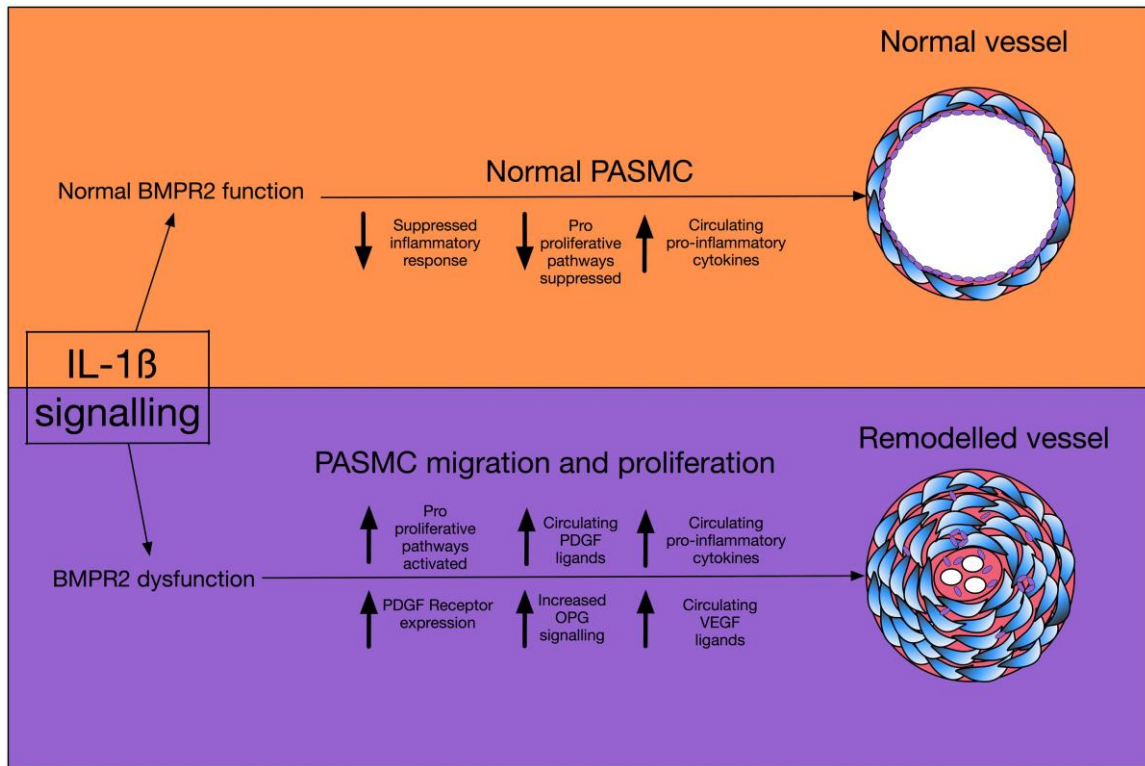 Normal vessel
Normal BMPR2 function
Normal PASMC
Suppressed
inflammatory
response
Pro
proliferative
pathways
suppressed
Circulating
pro-inflammatory
cytokines
IL-1ß
signalling
Remodelled vessel
PASMC migration and proliferation
Pro
proliferative
pathways
activated
Circulating
PDGF
ligands
Circulating
pro-inflammatory
cytokines
BMPR2 dysfunction
PDGF Receptor
expression
Increased
OPG
signalling
Circulating
VEGF
ligands